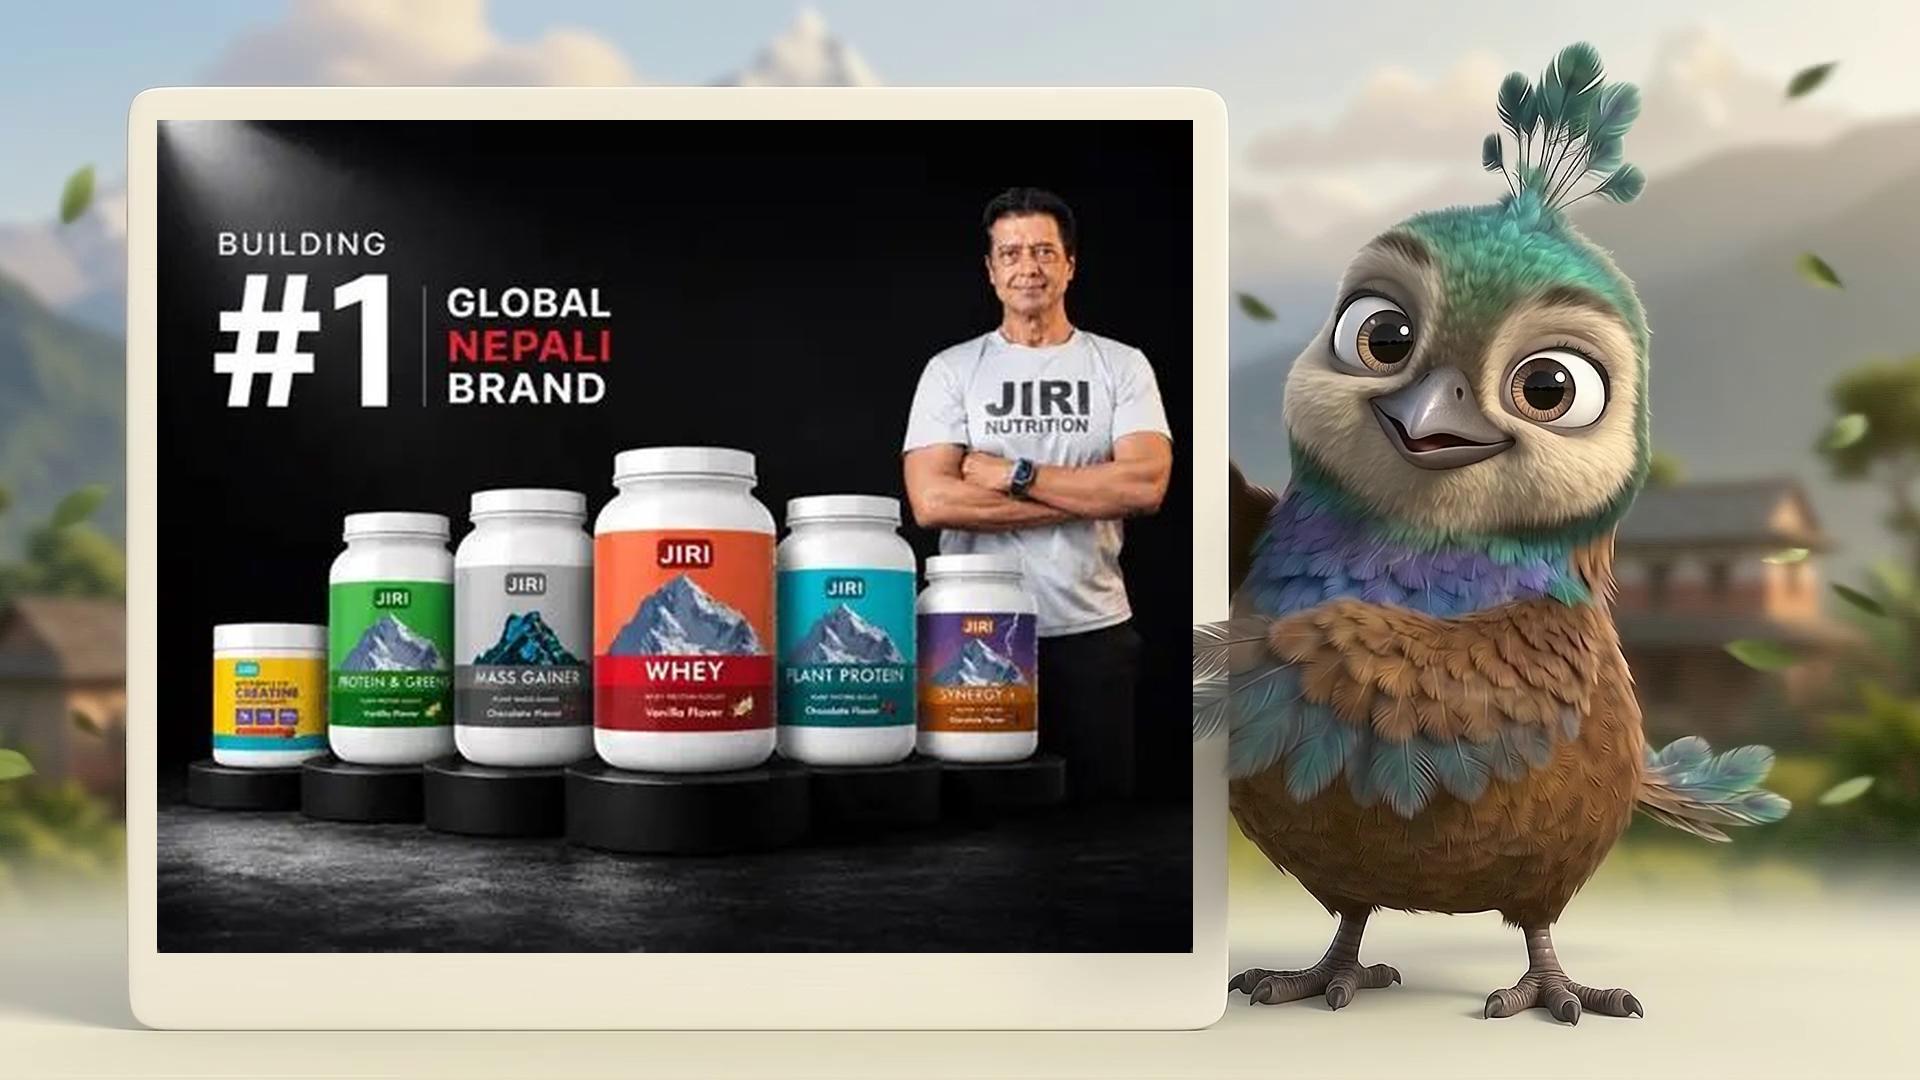 BUILDING
#1
GLOBAL
NEPALI
BRAND
JIRI
NUTRITION
CREATINE
JIRI
PROTEIN & GREENS
Vanilla Flavor
JIRI
MASS GAINER
Chocolate Flavor
JIRI
WHEY
Vanilla Flavor
JIRI
PLANT PROTEIN
Chocolate Flavor
JIRI
SYNERGY +
Chocolate Flavor